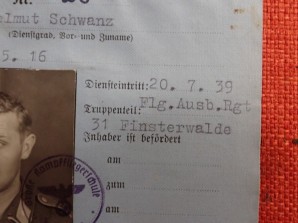 elmut Schwanz
(Dienstgrad, Vor- und Zuname)
5. 16
Diensteintritt: 20. 7. 39
Truppenteil: Flg.Ausb.Rgt
31 Finsterwalde
Inhaber ist befördert
am
zum
am